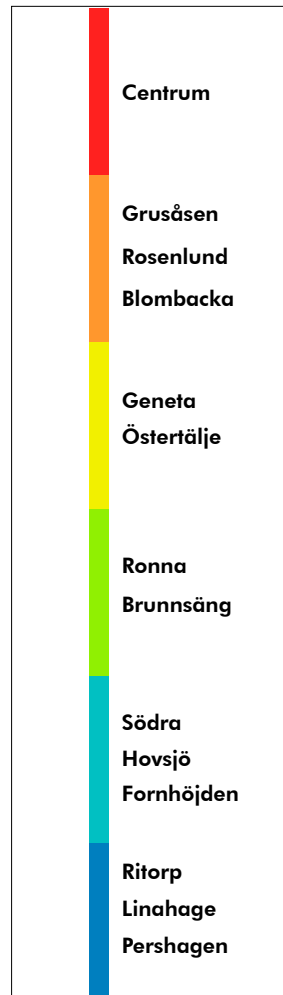 Centrum
Grusåsen
Rosenlund
Blombacka
Geneta
Östertälje
Ronna
Brunnsäng
Södra
Hovsjö
Fornhöjden
Ritorp
Linahage
Pershagen